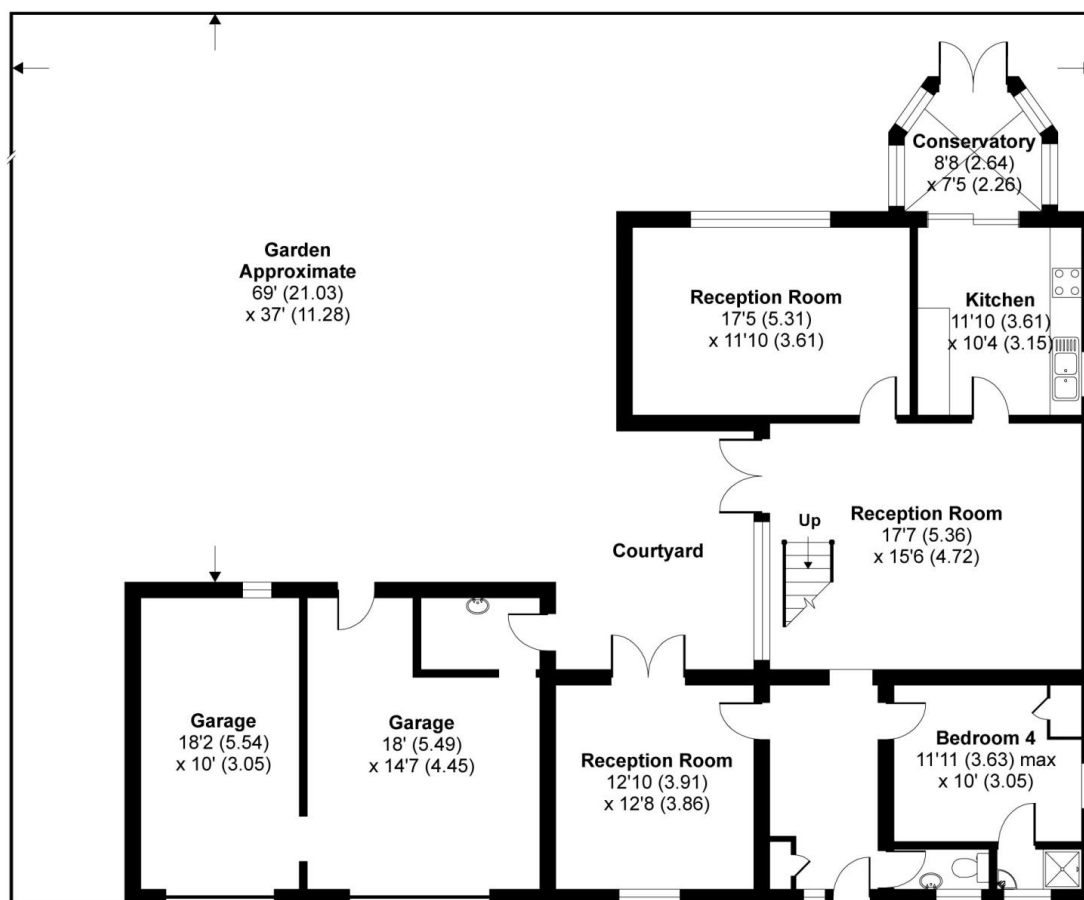 Conservatory
8'8 (2.64)
x 7'5 (2.26)
Garden
Approximate
69' (21.03)
x 37' (11.28)
Reception Room
17'5 (5.31)
x 11'10 (3.61)
Kitchen
11'10 (3.61)
x 10'4 (3.15)
Up
Reception Room
17'7 (5.36)
x 15'6 (4.72)
Courtyard
Garage
18'2 (5.54)
x 10' (3.05)
Garage
18' (5.49)
x 14'7 (4.45)
Reception Room
12'10 (3.91)
x 12'8 (3.86)
Bedroom 4
11'11 (3.63) max
x 10' (3.05)